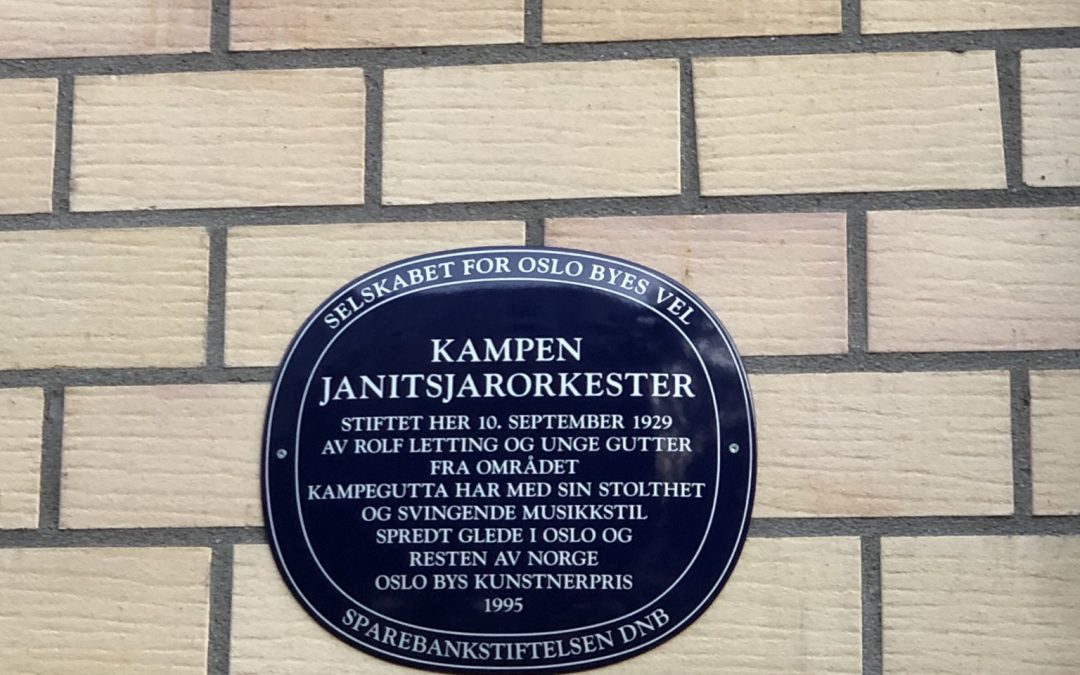 SELSKABET FOR OSLO BYES VEL
KAMPEN
JANITSJARORKESTER
STIFTET HER 10. SEPTEMBER 1929
AV ROLF LETTING OG UNGE GUTTER
FRA OMRÅDET
KAMPEGUTTA HAR MED SIN STOLTHET
OG SVINGENDE MUSIKKSTIL
SPREDT GLEDE I OSLO OG
RESTEN AV NORGE
OSLO BYS KUNSTNERPRIS
1995
SPAREBANKSTIFTELSEN DNB